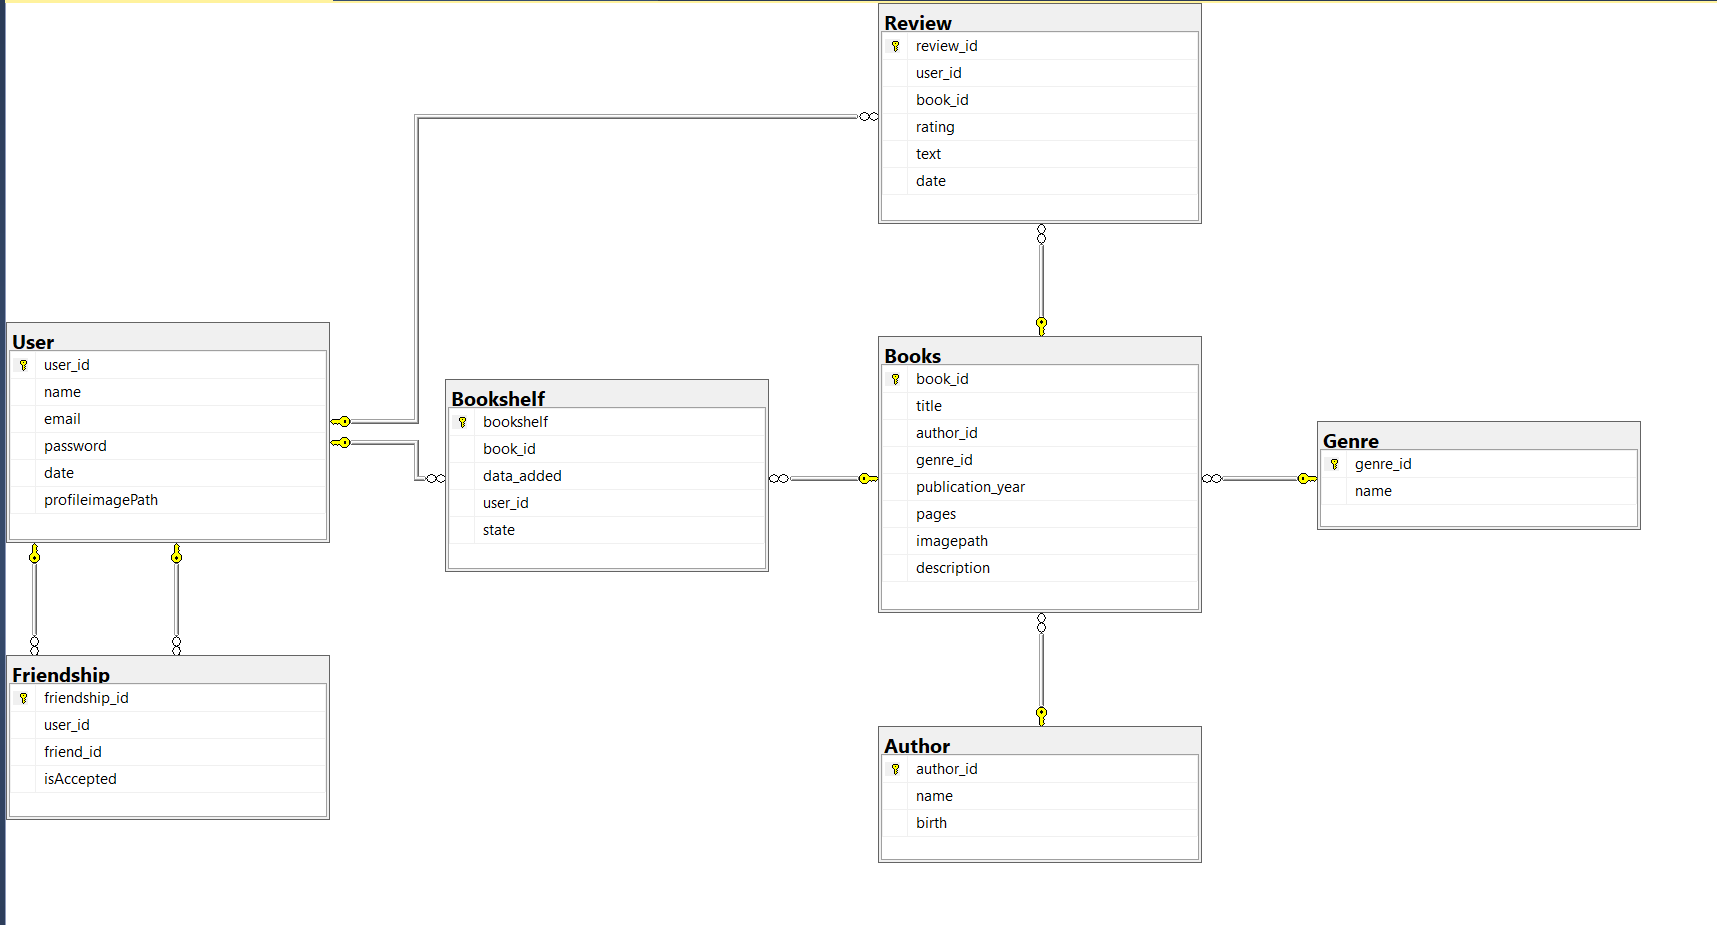 Review
review_id
user_id
book_id
rating
text
date
User
user_id
name
email
password
date
profileimagePath
Bookshelf
bookshelf
book_id
data_added
user_id
state
Books
book_id
title
author_id
genre_id
publication_year
pages
imagepath
description
Genre
genre_id
name
Friendship
friendship_id
user_id
friend_id
isAccepted
Author
author_id
name
birth